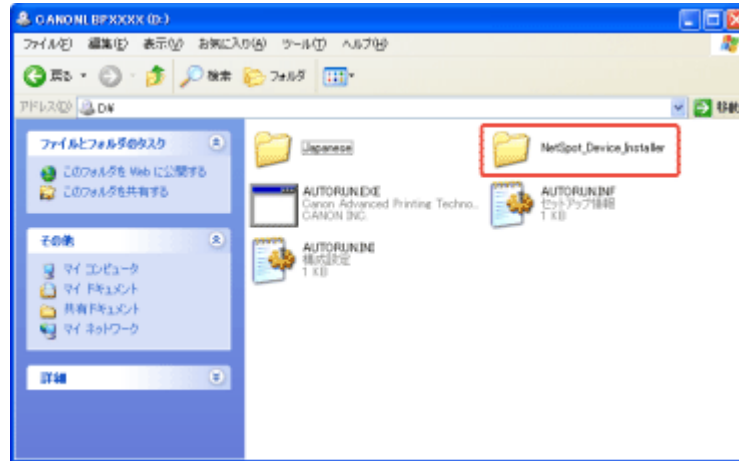 CANONLBPXXXX (D:)
ファイル(F) 編集(E) 表示(V) お気に入り(A) ツール(T) ヘルプ(H)
戻る 検索 フォルダ
アドレス(D) D:¥ 移動
ファイルとフォルダのタスク
このフォルダを Web に公開する
このフォルダを共有する
その他
マイ コンピュータ
マイ ドキュメント
共有ドキュメント
マイ ネットワーク
詳細
Japanese
NetSpot_Device_Installer
AUTORUN.EXE
Canon Advanced Printing Techno...
CANON INC.
AUTORUN.INF
セットアップ情報
1 KB
AUTORUN.INI
構成設定
1 KB